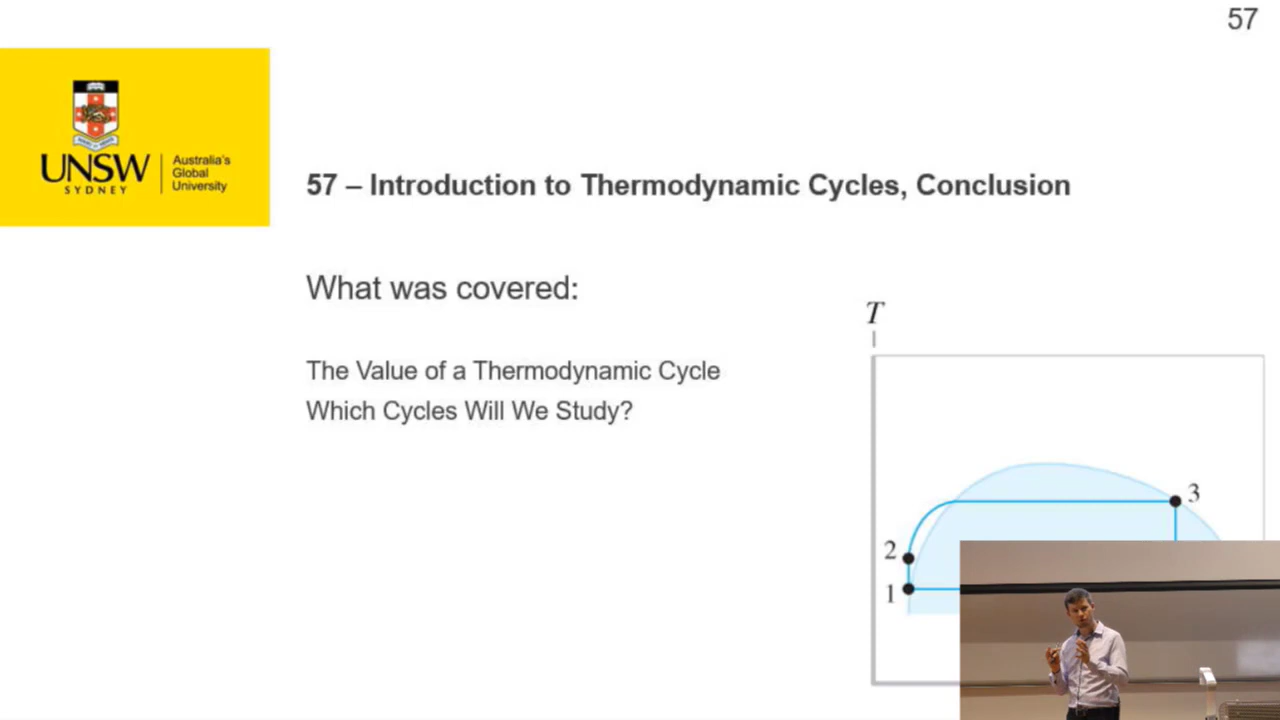 57
UNSW
SYDNEY
Australia's
Global
University
57 – Introduction to Thermodynamic Cycles, Conclusion
What was covered:
The Value of a Thermodynamic Cycle
Which Cycles Will We Study?
T
3
2
1